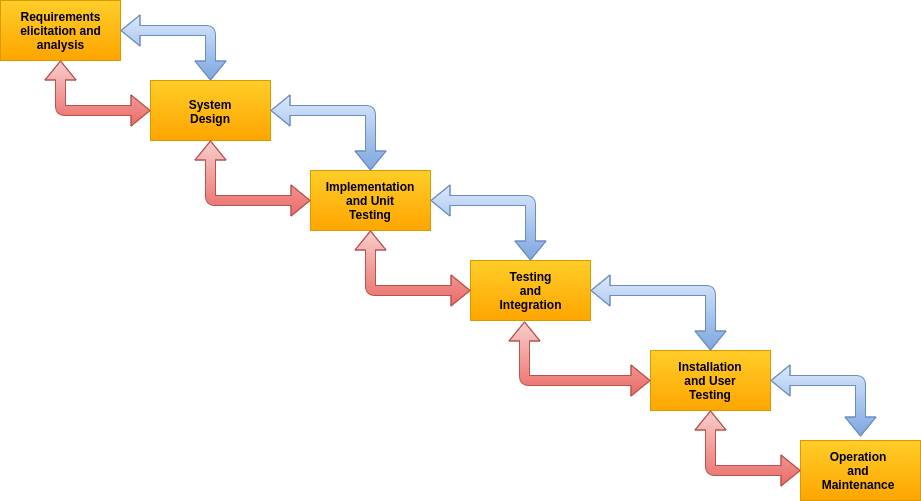 Requirements
elicitation and
analysis
System
Design
Implementation
and Unit
Testing
Testing
and
Integration
Installation
and User
Testing
Operation
and
Maintenance